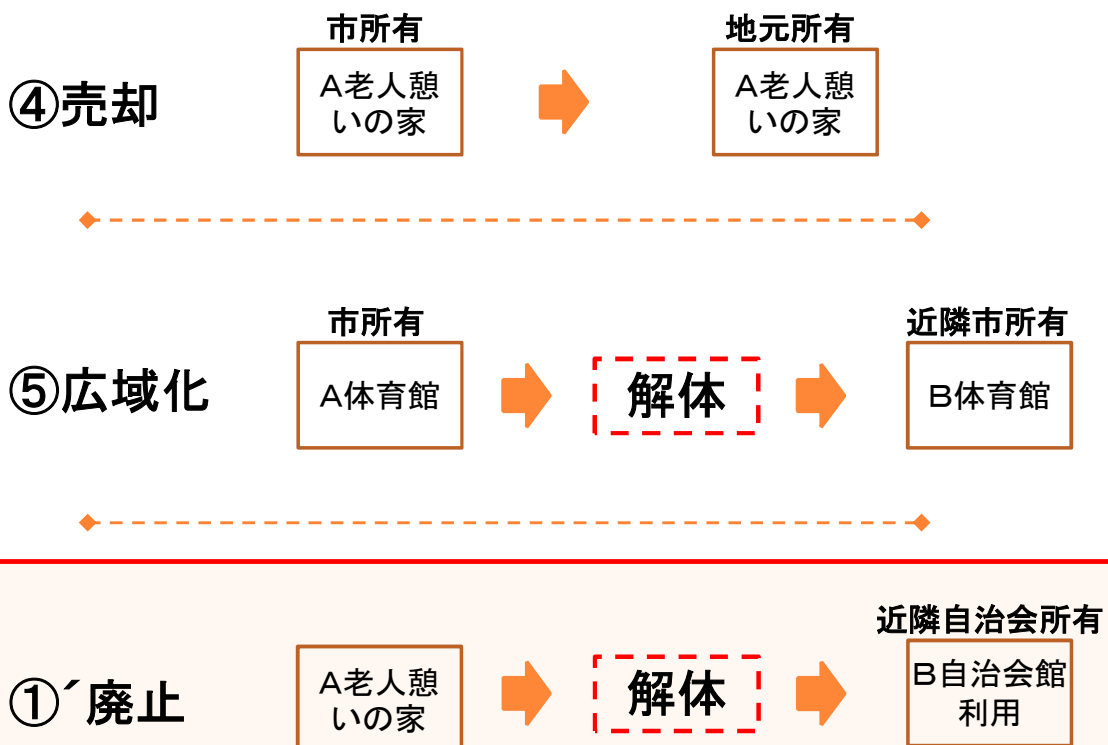 市所有
地元所有
④売却
A老人憩
いの家
A老人憩
いの家
市所有
近隣市所有
⑤広域化
A体育館
解体
B体育館
近隣自治会所有
①´廃止
A老人憩
いの家
解体
B自治会館
利用